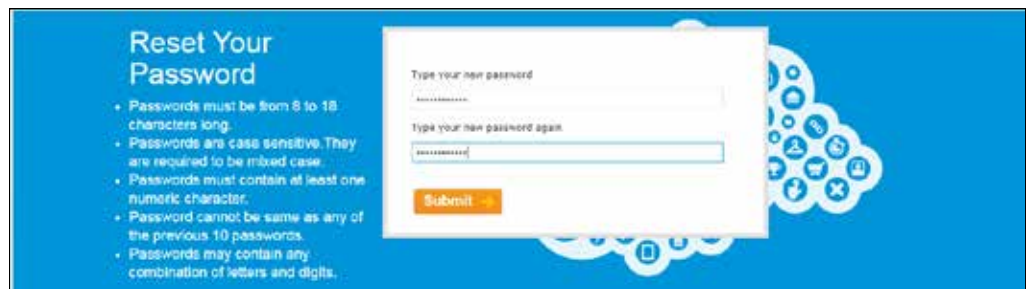 Reset Your
Password
• Passwords must be from 8 to 18
characters long.
• Passwords are case sensitive.They
are required to be mixed case.
• Passwords must contain at least one
numeric character.
• Password cannot be same as any of
the previous 10 passwords.
• Passwords may contain any
combination of letters and digits.
Type your new password
Type your new password again
Submit